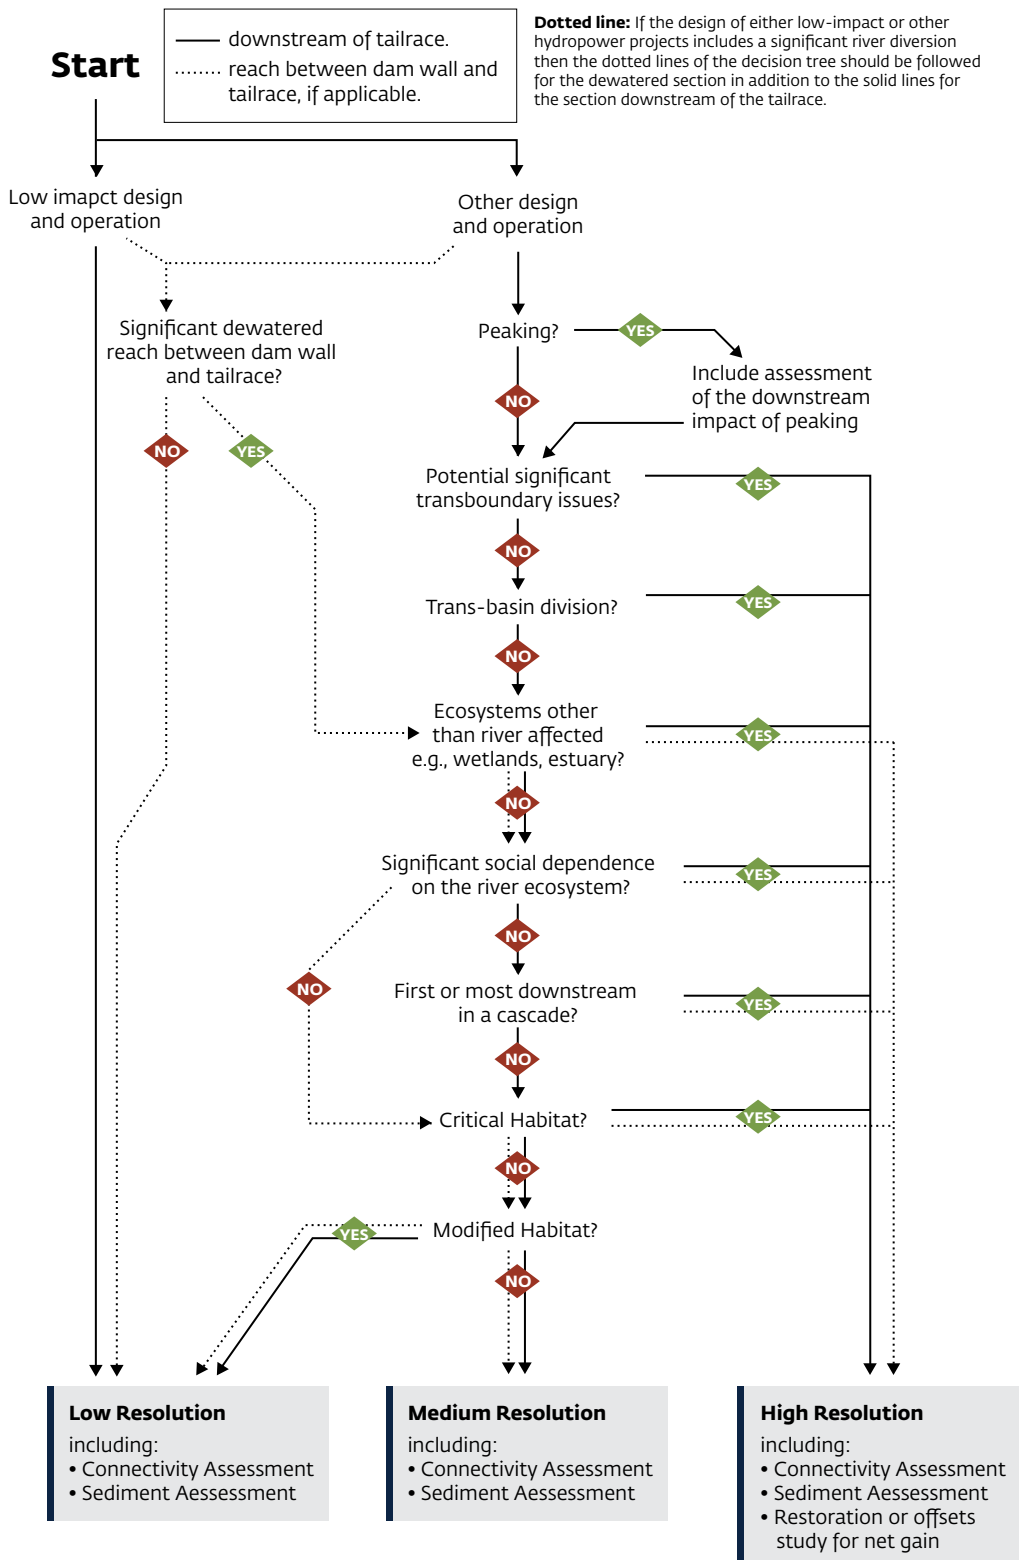 Start
downstream of tailrace.
reach between dam wall and
tailrace, if applicable.
Dotted line: If the design of either low-impact or other
hydropower projects includes a significant river diversion
then the dotted lines of the decision tree should be followed
for the dewatered section in addition to the solid lines for
the section downstream of the tailrace.
Low imapct design
and operation
Other design
and operation
Significant dewatered
reach between dam wall
and tailrace?
Peaking?
YES
Include assessment
of the downstream
impact of peaking
NO
NO
YES
Potential significant
transboundary issues?
YES
NO
Trans-basin division?
YES
NO
Ecosystems other
than river affected
e.g., wetlands, estuary?
YES
NO
Significant social dependence
on the river ecosystem?
YES
NO
NO
First or most downstream
in a cascade?
YES
NO
Critical Habitat?
YES
NO
Modified Habitat?
YES
NO
Low Resolution
including:
• Connectivity Assessment
• Sediment Aessessment
Medium Resolution
including:
• Connectivity Assessment
• Sediment Aessessment
High Resolution
including:
• Connectivity Assessment
• Sediment Aessessment
• Restoration or offsets
study for net gain